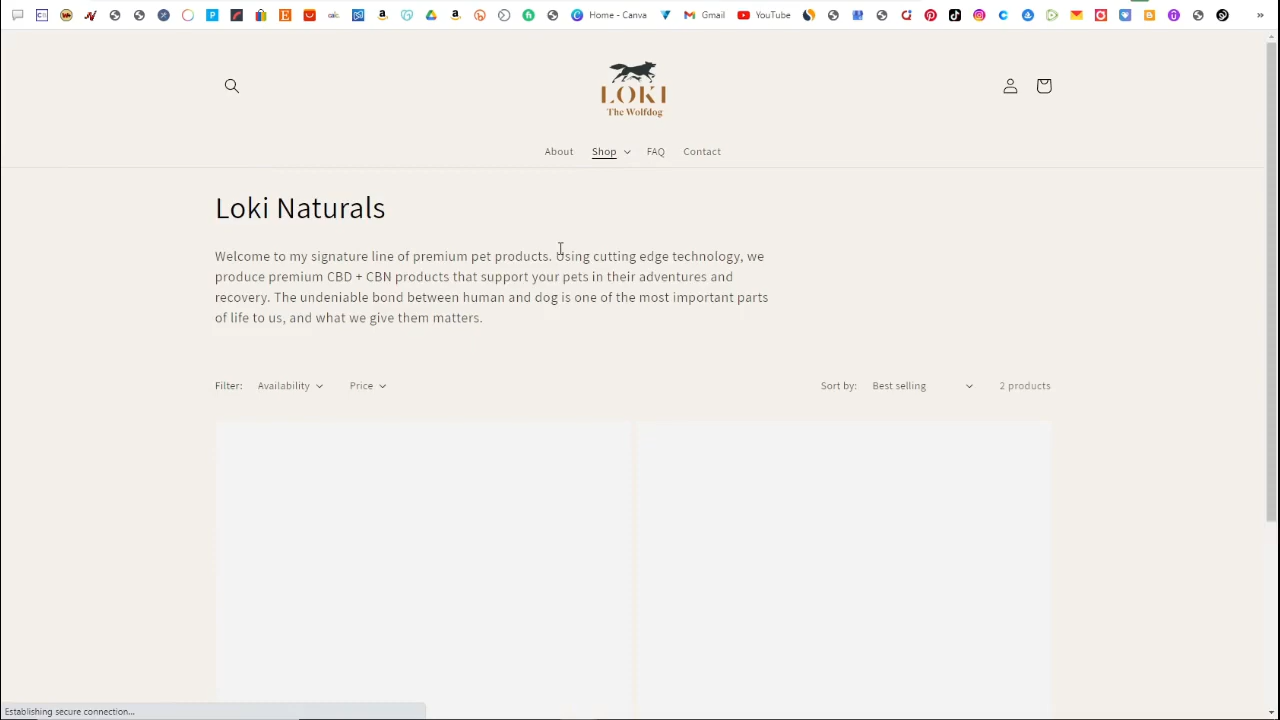 Home - Canva
Gmail
YouTube
»
LOKI
The Wolfdog
About
Shop
FAQ
Contact
Loki Naturals
Welcome to my signature line of premium pet products. Using cutting edge technology, we
produce premium CBD + CBN products that support your pets in their adventures and
recovery. The undeniable bond between human and dog is one of the most important parts
of life to us, and what we give them matters.
Filter:
Availability
Price
Sort by:
Best selling
2 products
Establishing secure connection...